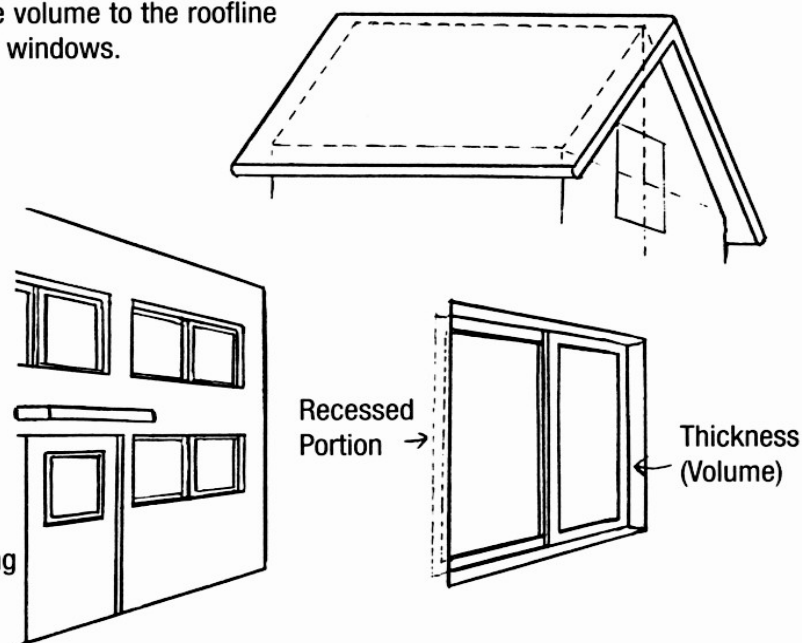 e volume to the roofline
windows.
Recessed
Portion →
Thickness
(Volume)
g